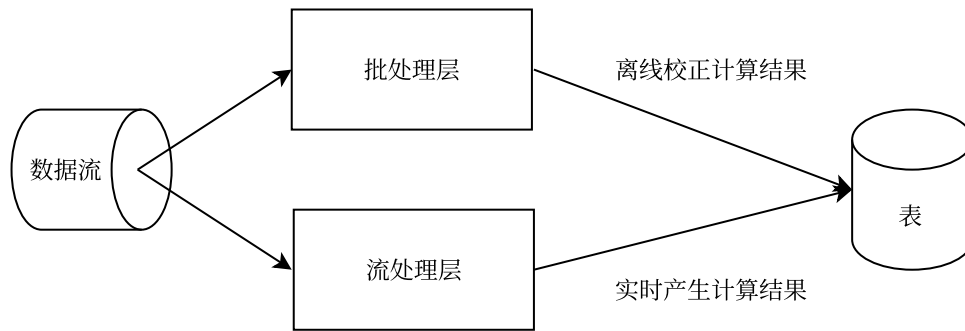 批处理层
离线校正计算结果
数据流
表
流处理层
实时产生计算结果